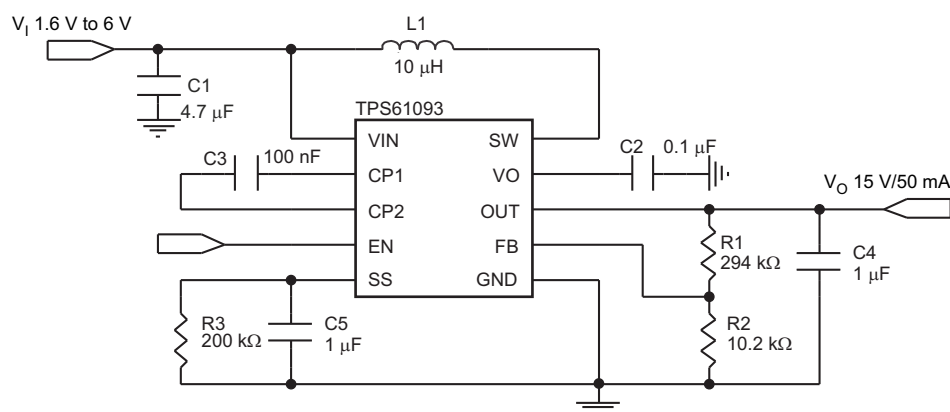 V_I 1.6 V to 6 V
L1
10 μH
C1
4.7 μF
TPS61093
C3
100 nF
VIN
SW
C2
0.1 μF
CP1
VO
V_O 15 V/50 mA
CP2
OUT
EN
FB
R1
294 kΩ
C4
1 μF
SS
GND
R3
200 kΩ
C5
1 μF
R2
10.2 kΩ